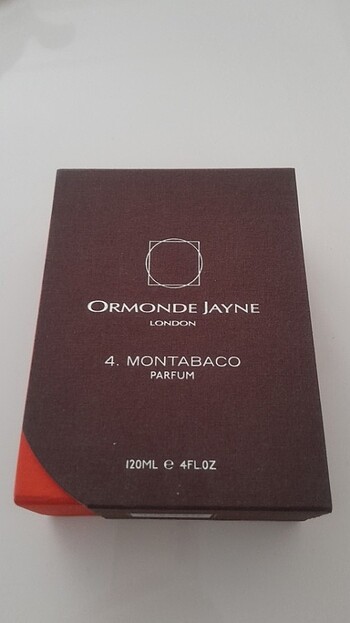 ORMONDE JAYNE
LONDON
4. MONTABACO
PARFUM
120ML ℮ 4FL.OZ